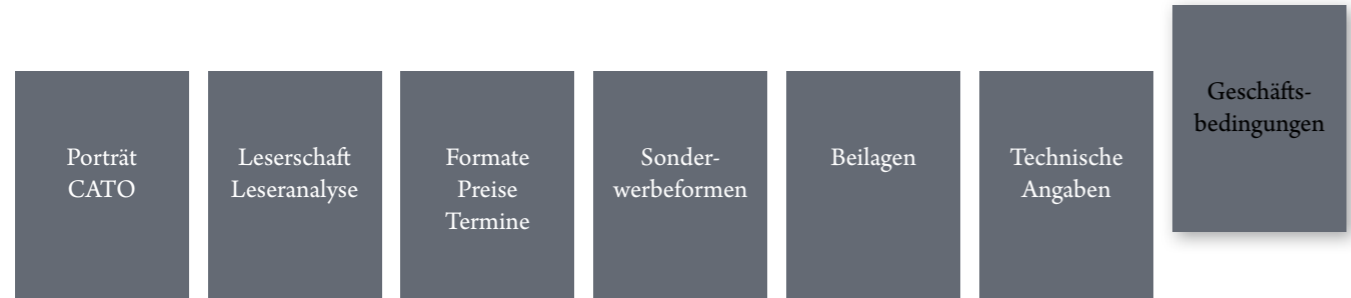 Porträt
CATO
Leserschaft
Leseranalyse
Formate
Preise
Termine
Sonder-
werbeformen
Beilagen
Technische
Angaben
Geschäfts-
bedingungen